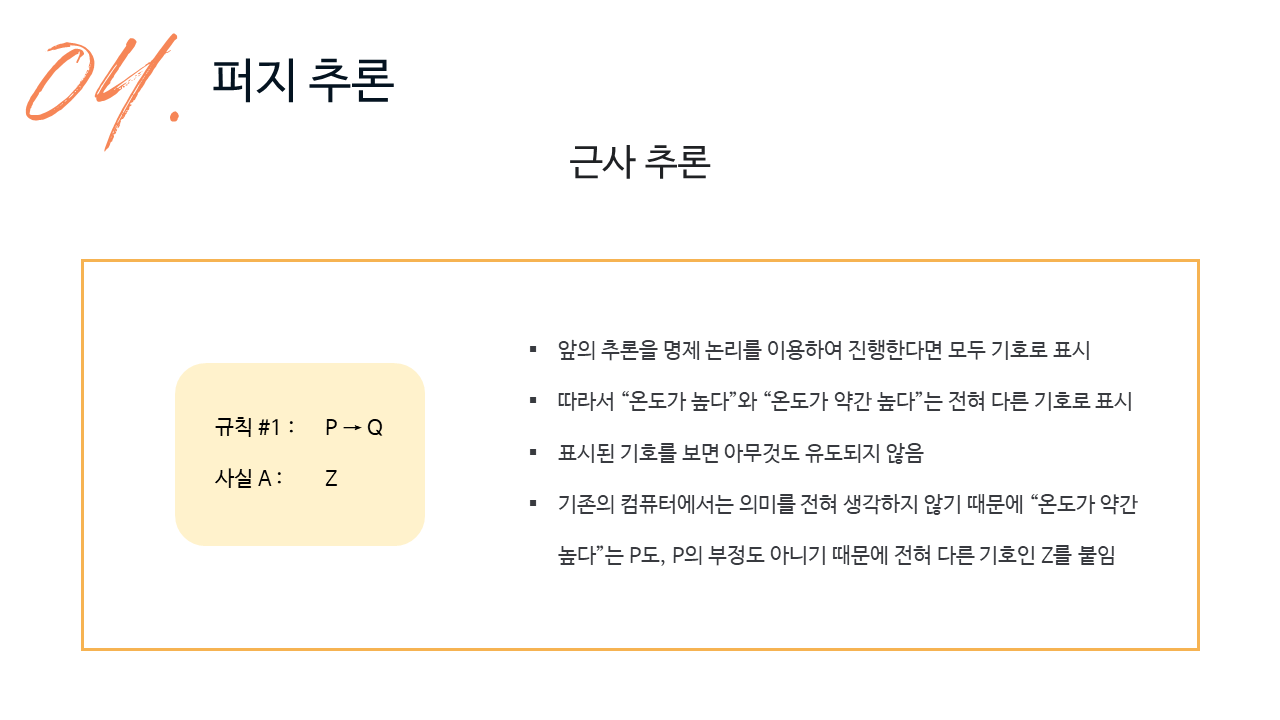 04. 퍼지 추론
근사 추론
규칙 #1 : P → Q
사실 A : Z
▪ 앞의 추론을 명제 논리를 이용하여 진행한다면 모두 기호로 표시
▪ 따라서 “온도가 높다”와 “온도가 약간 높다”는 전혀 다른 기호로 표시
▪ 표시된 기호를 보면 아무것도 유도되지 않음
▪ 기존의 컴퓨터에서는 의미를 전혀 생각하지 않기 때문에 “온도가 약간
높다”는 P도, P의 부정도 아니기 때문에 전혀 다른 기호인 Z를 붙임